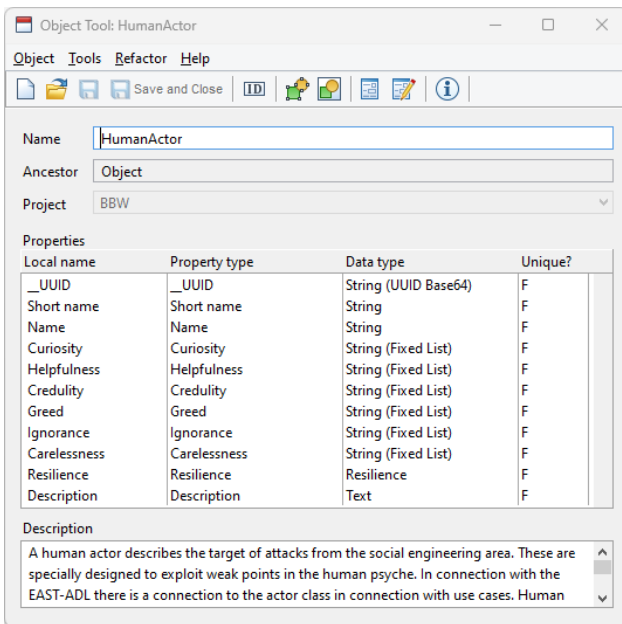 Object Tool: HumanActor
Object Tools Refactor Help
Save and Close ID
Name HumanActor
Ancestor Object
Project BBW
Properties
Local name Property type Data type Unique?
__UUID __UUID String (UUID Base64) F
Short name Short name String F
Name Name String F
Curiosity Curiosity String (Fixed List) F
Helpfulness Helpfulness String (Fixed List) F
Credulity Credulity String (Fixed List) F
Greed Greed String (Fixed List) F
Ignorance Ignorance String (Fixed List) F
Carelessness Carelessness String (Fixed List) F
Resilience Resilience Resilience F
Description Description Text F
Description
A human actor describes the target of attacks from the social engineering area. These are
specially designed to exploit weak points in the human psyche. In connection with the
EAST-ADL there is a connection to the actor class in connection with use cases. Human